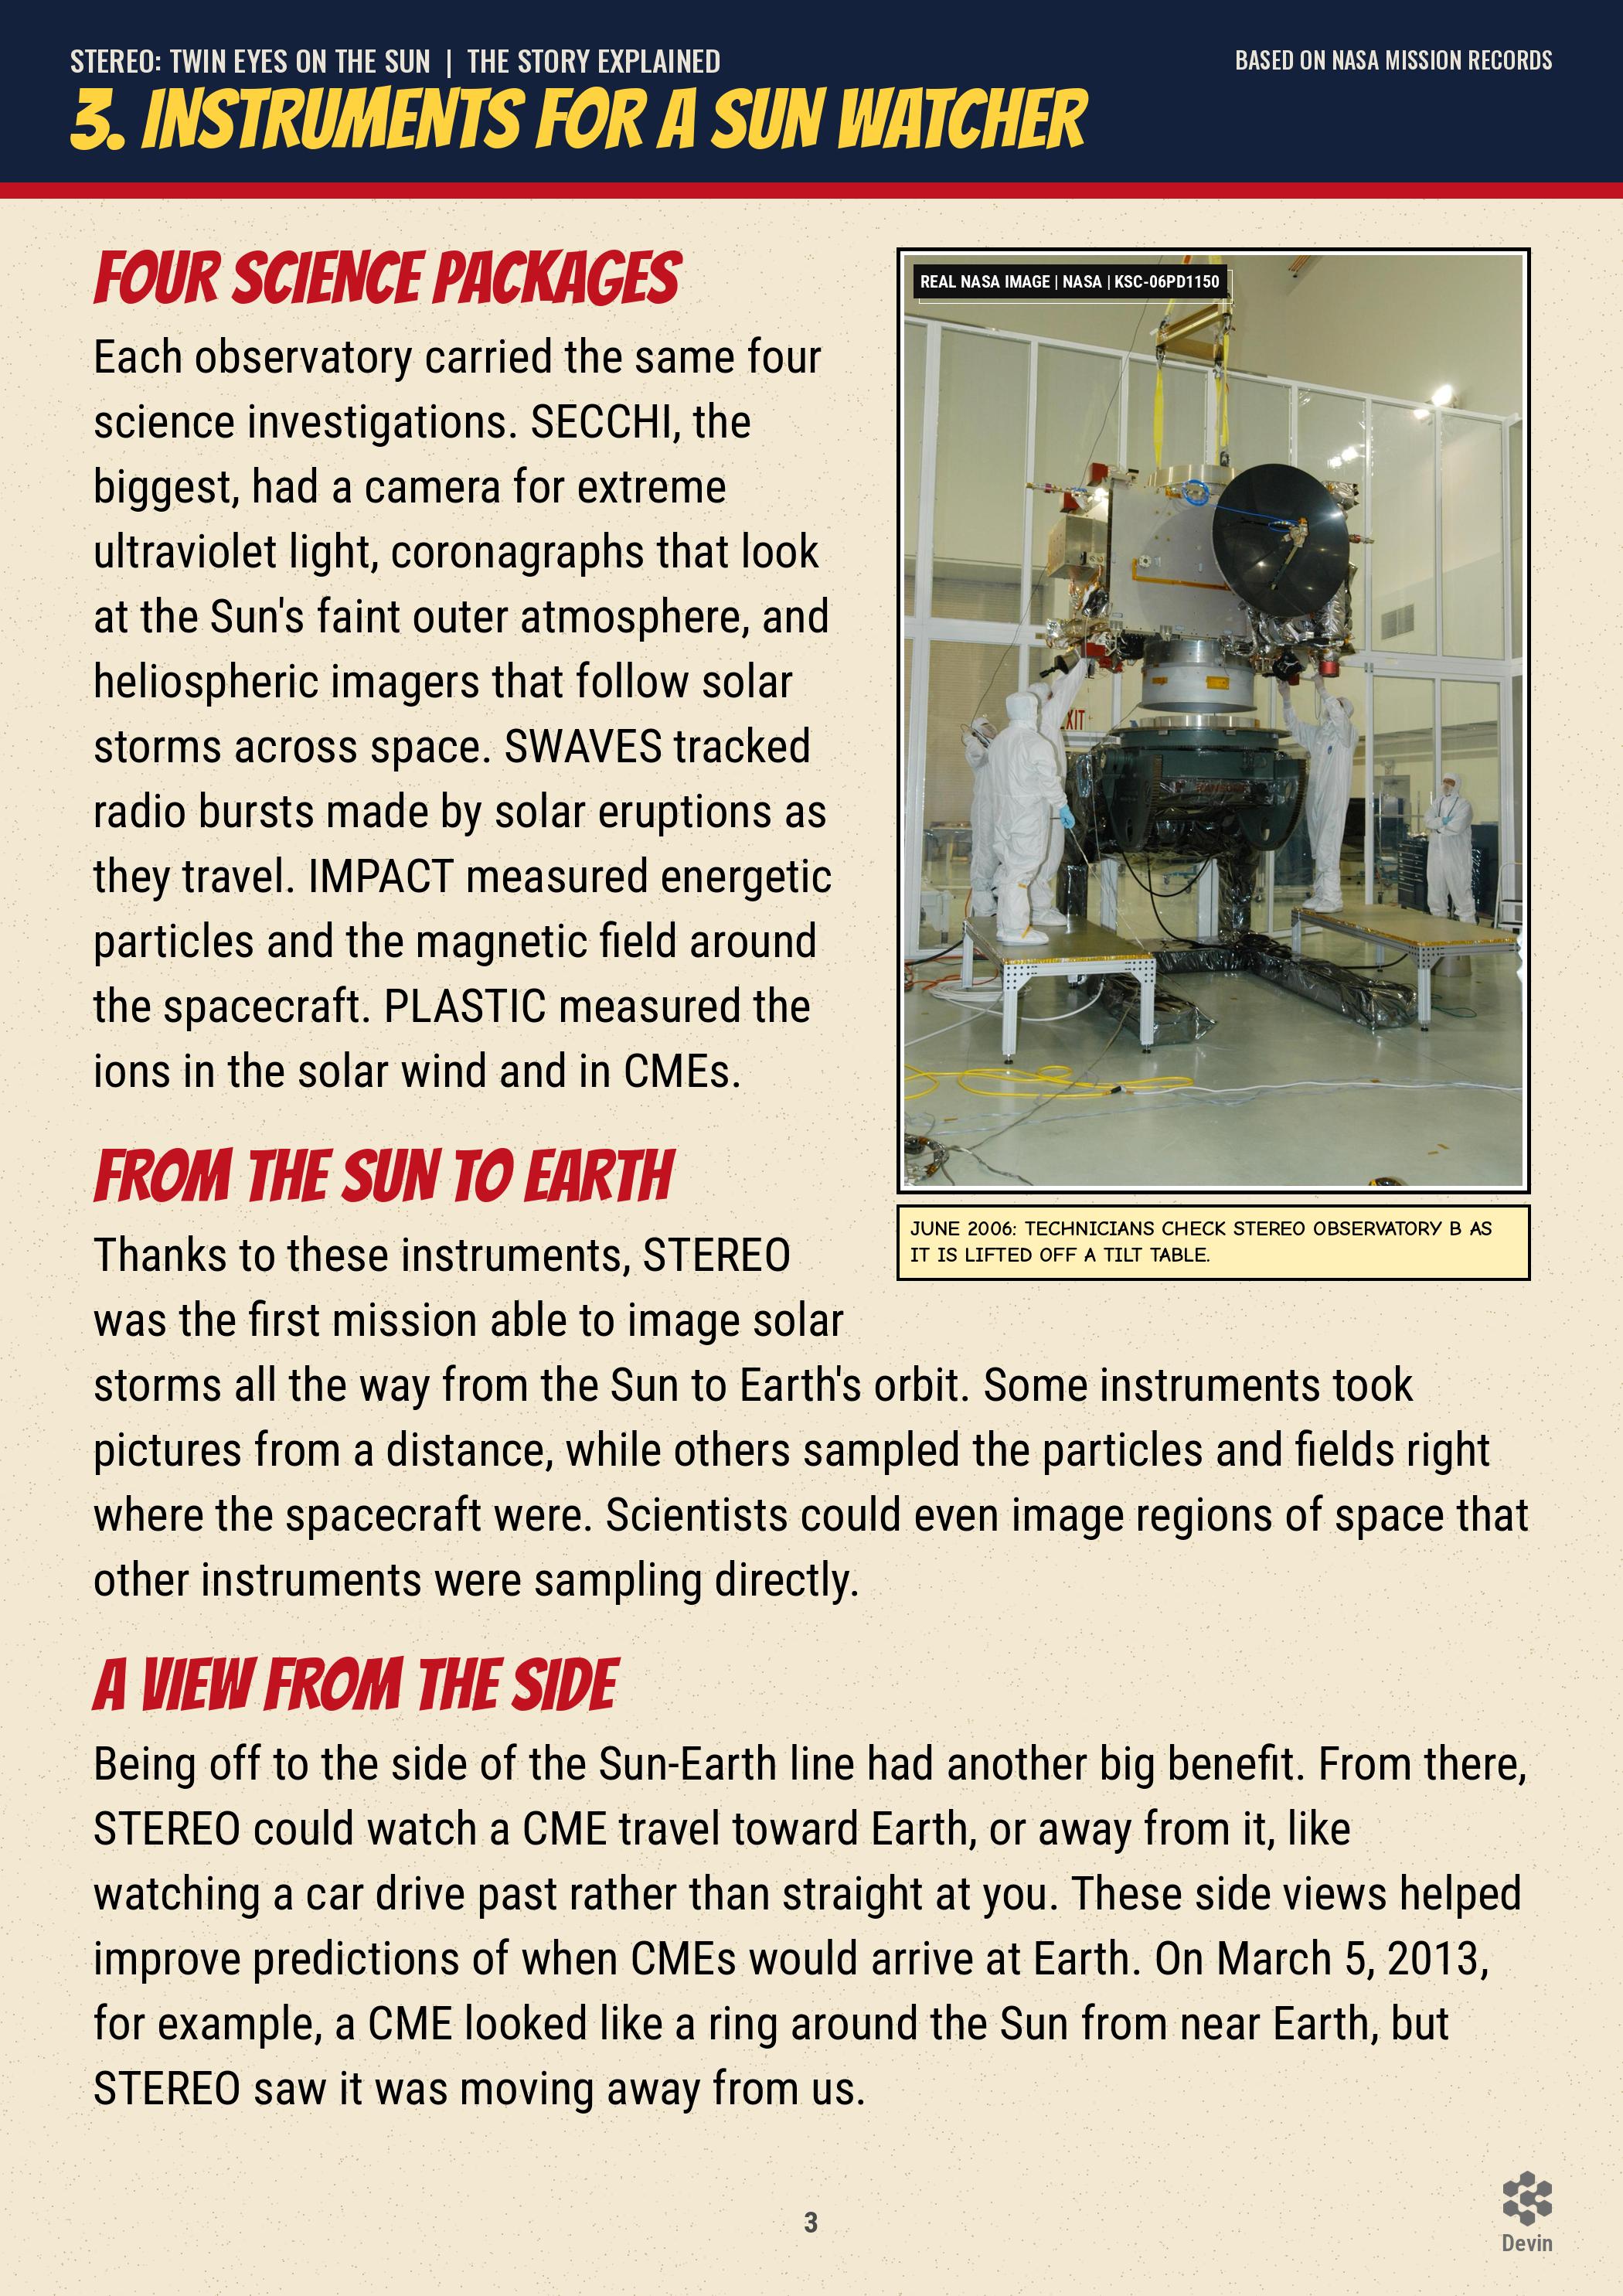 STEREO: TWIN EYES ON THE SUN | THE STORY EXPLAINED
BASED ON NASA MISSION RECORDS
3. INSTRUMENTS FOR A SUN WATCHER
FOUR SCIENCE PACKAGES
Each observatory carried the same four
science investigations. SECCHI, the
biggest, had a camera for extreme
ultraviolet light, coronagraphs that look
at the Sun's faint outer atmosphere, and
heliospheric imagers that follow solar
storms across space. SWAVES tracked
radio bursts made by solar eruptions as
they travel. IMPACT measured energetic
particles and the magnetic field around
the spacecraft. PLASTIC measured the
ions in the solar wind and in CMEs.
REAL NASA IMAGE | NASA | KSC-06PD1150
EXIT
JUNE 2006: TECHNICIANS CHECK STEREO OBSERVATORY B AS
IT IS LIFTED OFF A TILT TABLE.
FROM THE SUN TO EARTH
Thanks to these instruments, STEREO
was the first mission able to image solar
storms all the way from the Sun to Earth's orbit. Some instruments took
pictures from a distance, while others sampled the particles and fields right
where the spacecraft were. Scientists could even image regions of space that
other instruments were sampling directly.
A VIEW FROM THE SIDE
Being off to the side of the Sun-Earth line had another big benefit. From there,
STEREO could watch a CME travel toward Earth, or away from it, like
watching a car drive past rather than straight at you. These side views helped
improve predictions of when CMEs would arrive at Earth. On March 5, 2013,
for example, a CME looked like a ring around the Sun from near Earth, but
STEREO saw it was moving away from us.
3
Devin